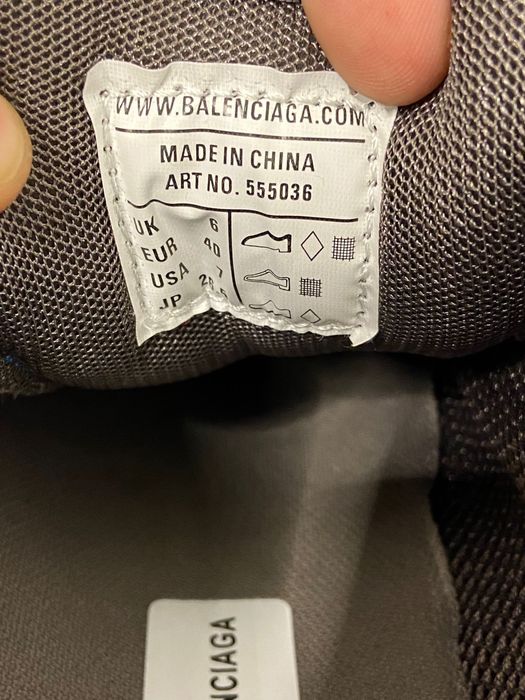 WWW.BALENCIAGA.COM
MADE IN CHINA
ART NO. 555036
UK 6
EUR 40
USA 7
JP
NCIAGA